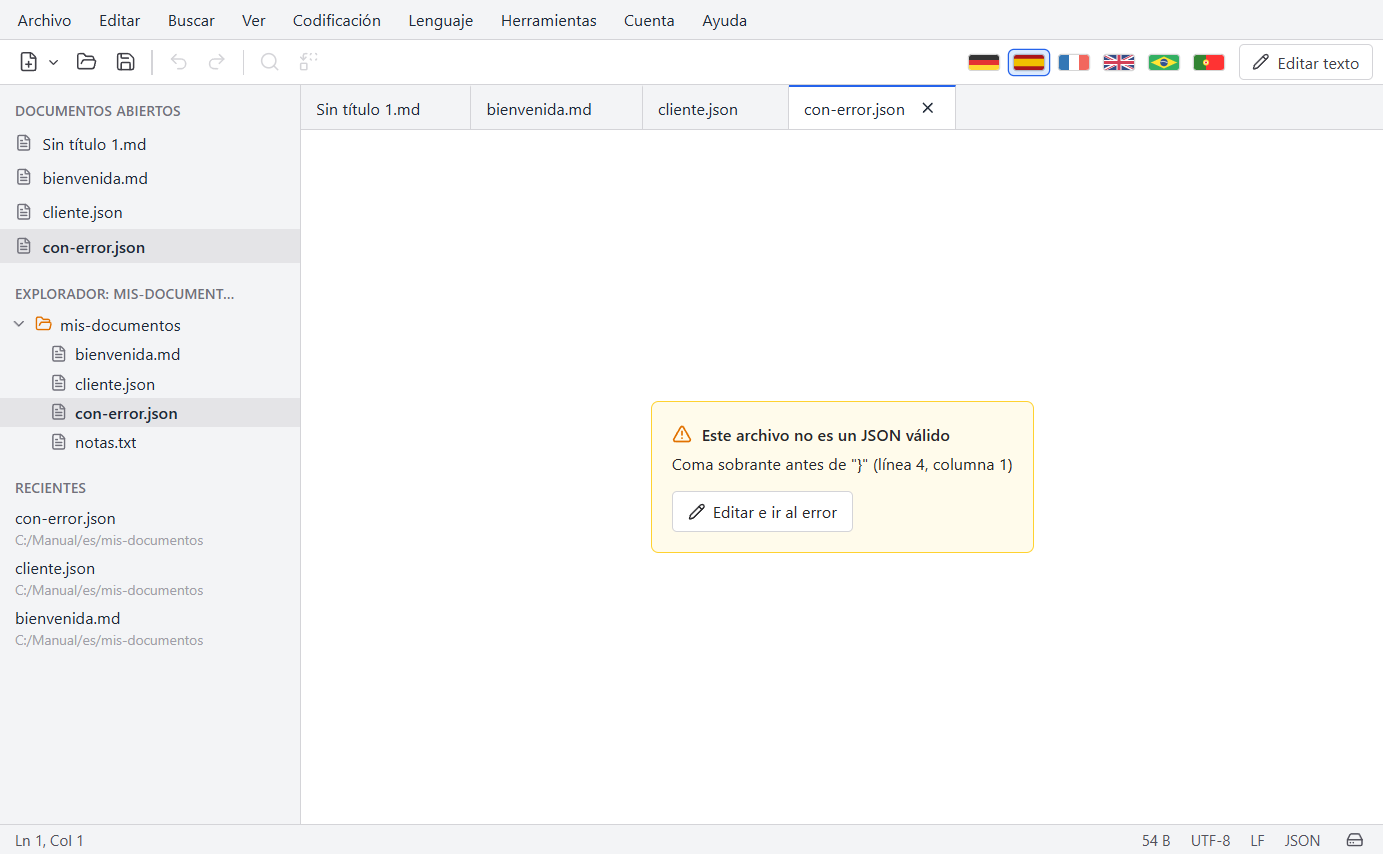 Archivo Editar Buscar Ver Codificación Lenguaje Herramientas Cuenta Ayuda
Editar texto
DOCUMENTOS ABIERTOS
Sin título 1.md
bienvenida.md
cliente.json
con-error.json
EXPLORADOR: MIS-DOCUMENT...
mis-documentos
bienvenida.md
cliente.json
con-error.json
notas.txt
RECIENTES
con-error.json
C:/Manual/es/mis-documentos
cliente.json
C:/Manual/es/mis-documentos
bienvenida.md
C:/Manual/es/mis-documentos
Sin título 1.md bienvenida.md cliente.json con-error.json
Este archivo no es un JSON válido
Coma sobrante antes de "}" (línea 4, columna 1)
Editar e ir al error
Ln 1, Col 1 54 B UTF-8 LF JSON